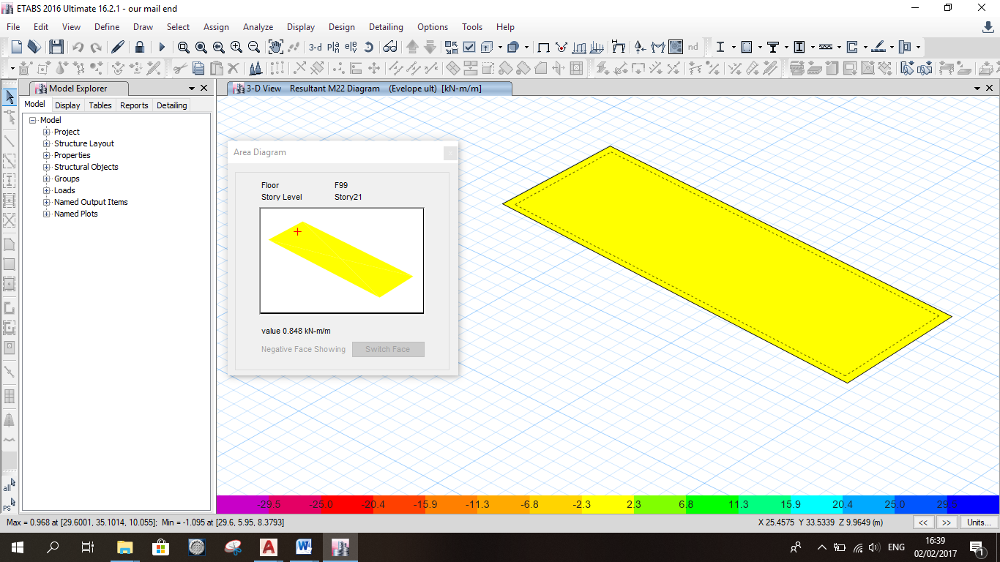 ETABS 2016 Ultimate 16.2.1 - our mail end
File Edit View Define Draw Select Assign Analyze Display Design Detailing Options Tools Help
3-d pla ele nd
Model Explorer
3-D View Resultant M22 Diagram (Evelope ult) [kN-m/m]
Model Display Tables Reports Detailing
Model
Project
Structure Layout
Properties
Structural Objects
Groups
Loads
Named Output Items
Named Plots
Area Diagram
Floor F99
Story Level Story21
value 0.848 kN-m/m
Negative Face Showing Switch Face
all
PS
-29.5 -25.0 -20.4 -15.9 -11.3 -6.8 -2.3 2.3 6.8 11.3 15.9 20.4 25.0 29.5
Max = 0.968 at [29.6001, 35.1014, 10.055]; Min = -1.095 at [29.6, 5.95, 8.3793]
X 25.4575 Y 33.5339 Z 9.9649 (m)
<< >> Units...
ENG
16:39
02/02/2017
1